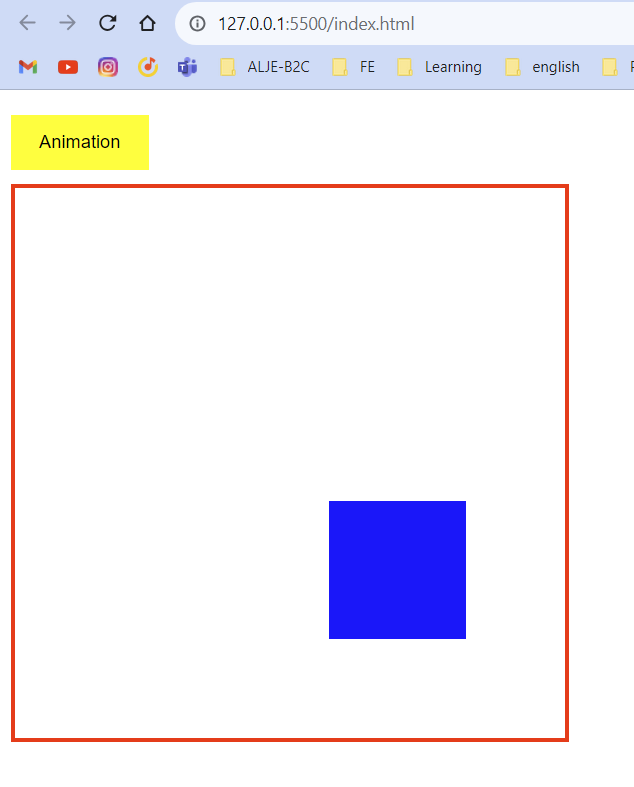 127.0.0.1:5500/index.html
ALJE-B2C FE Learning english
Animation